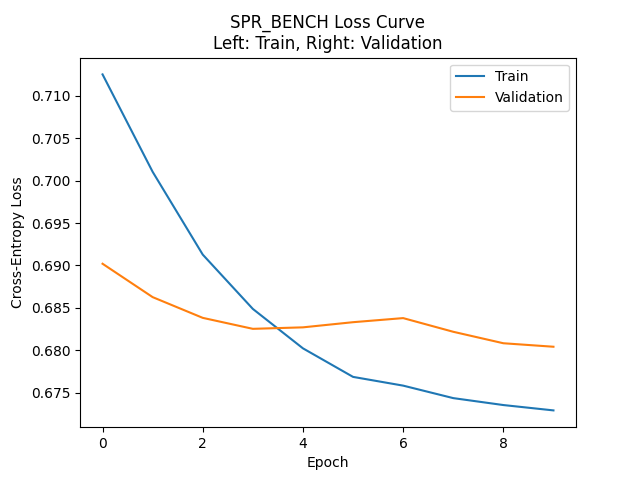 SPR_BENCH Loss Curve
Left: Train, Right: Validation
Train
Validation
0.710
0.705
0.700
0.695
0.690
0.685
0.680
0.675
Cross-Entropy Loss
0 2 4 6 8
Epoch